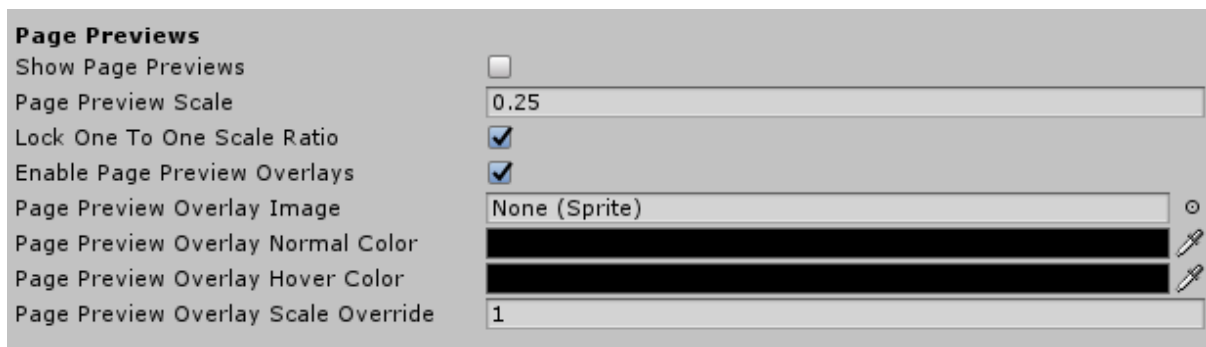 Page Previews
Show Page Previews
Page Preview Scale 0.25
Lock One To One Scale Ratio
Enable Page Preview Overlays
Page Preview Overlay Image None (Sprite)
Page Preview Overlay Normal Color
Page Preview Overlay Hover Color
Page Preview Overlay Scale Override 1